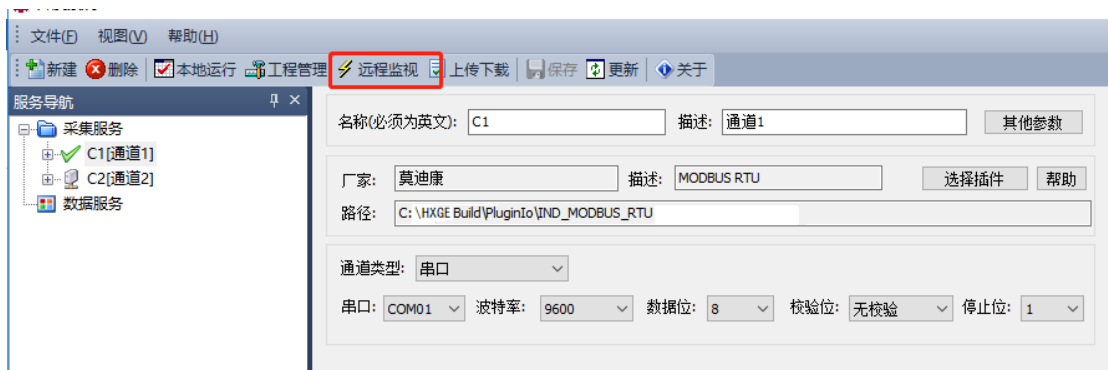 文件(F) 视图(V) 帮助(H)
新建 删除 本地运行 工程管理 远程监视 上传下载 保存 更新 关于
服务导航
采集服务
C1[通道1]
C2[通道2]
数据服务
名称(必须为英文): C1 描述: 通道1 其他参数
厂家: 莫迪康 描述: MODBUS RTU 选择插件 帮助
路径: C:\HXGE Build\PluginIo\IND_MODBUS_RTU
通道类型: 串口
串口: COM01 波特率: 9600 数据位: 8 校验位: 无校验 停止位: 1